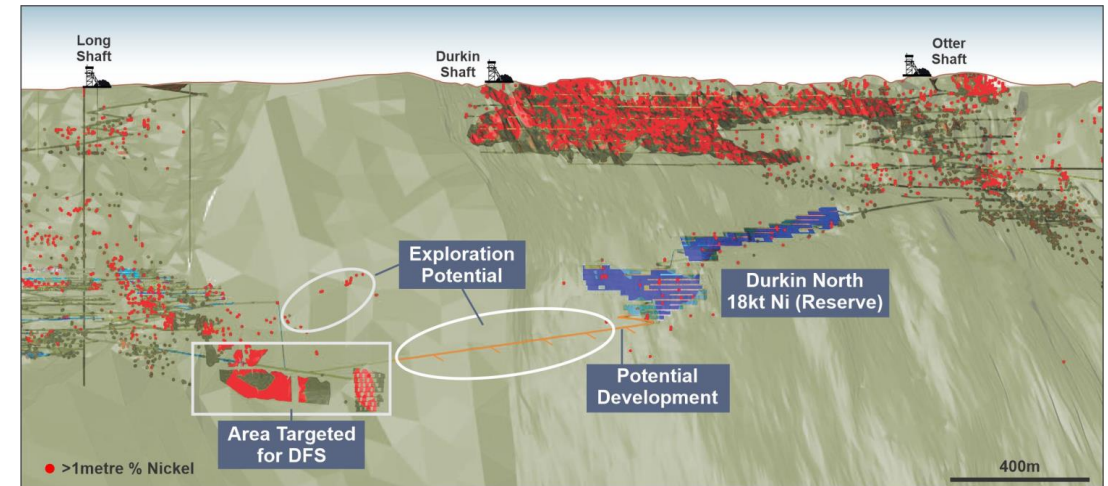 Long
Shaft
Durkin
Shaft
Otter
Shaft
Exploration
Potential
Durkin North
18kt Ni (Reserve)
Potential
Development
Area Targeted
for DFS
>1metre % Nickel
400m